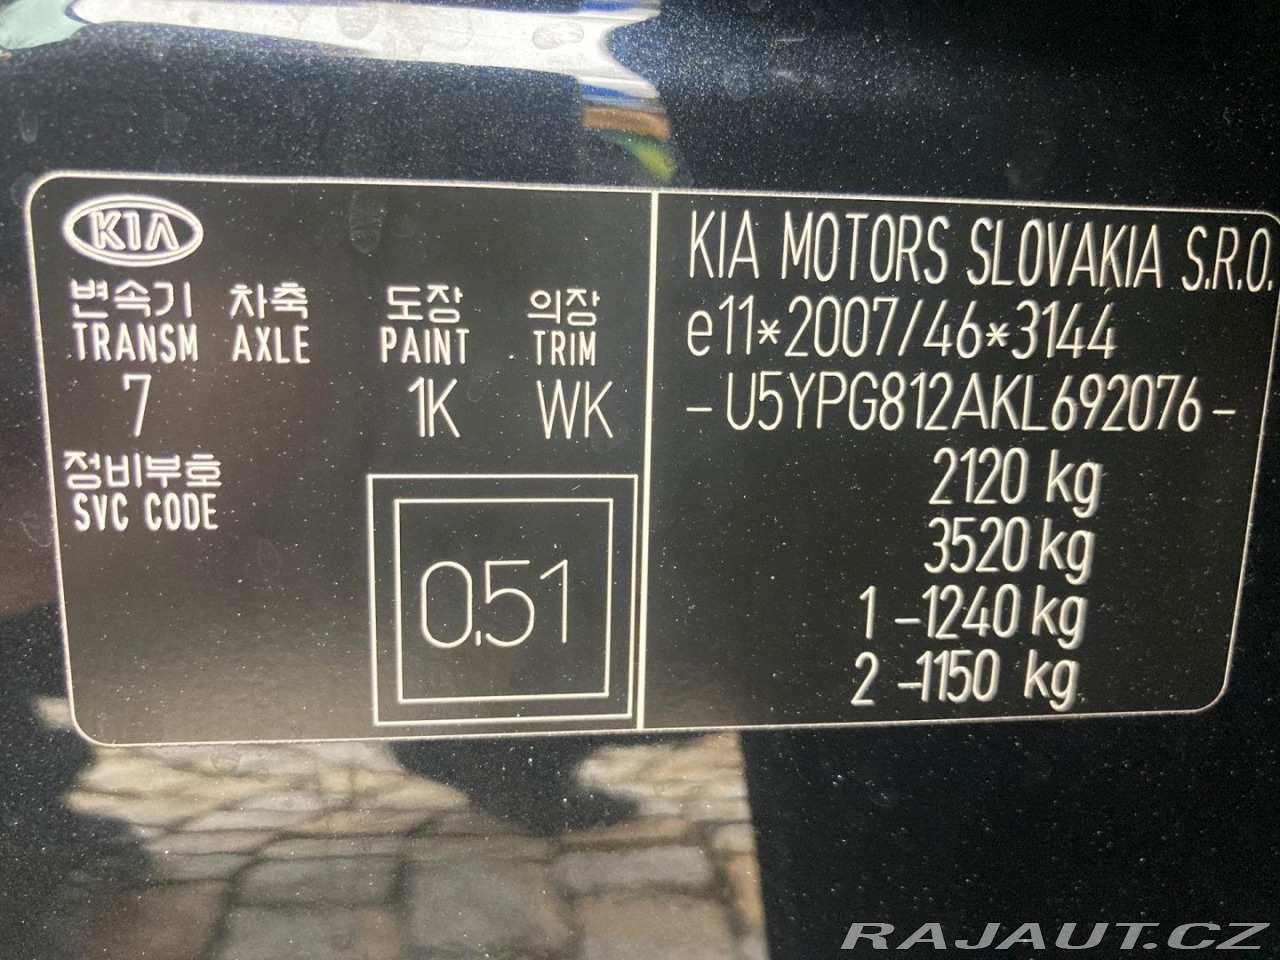 KIA
변속기 차축 도장 의장
TRANSM AXLE PAINT TRIM
7 1K WK
정비부호
SVC CODE
0.51
KIA MOTORS SLOVAKIA S.R.O.
e11*2007/46*3144
-U5YPG812AKL692076-
2120 kg
3520 kg
1 -1240 kg
2 -1150 kg
RAJAUT.CZ